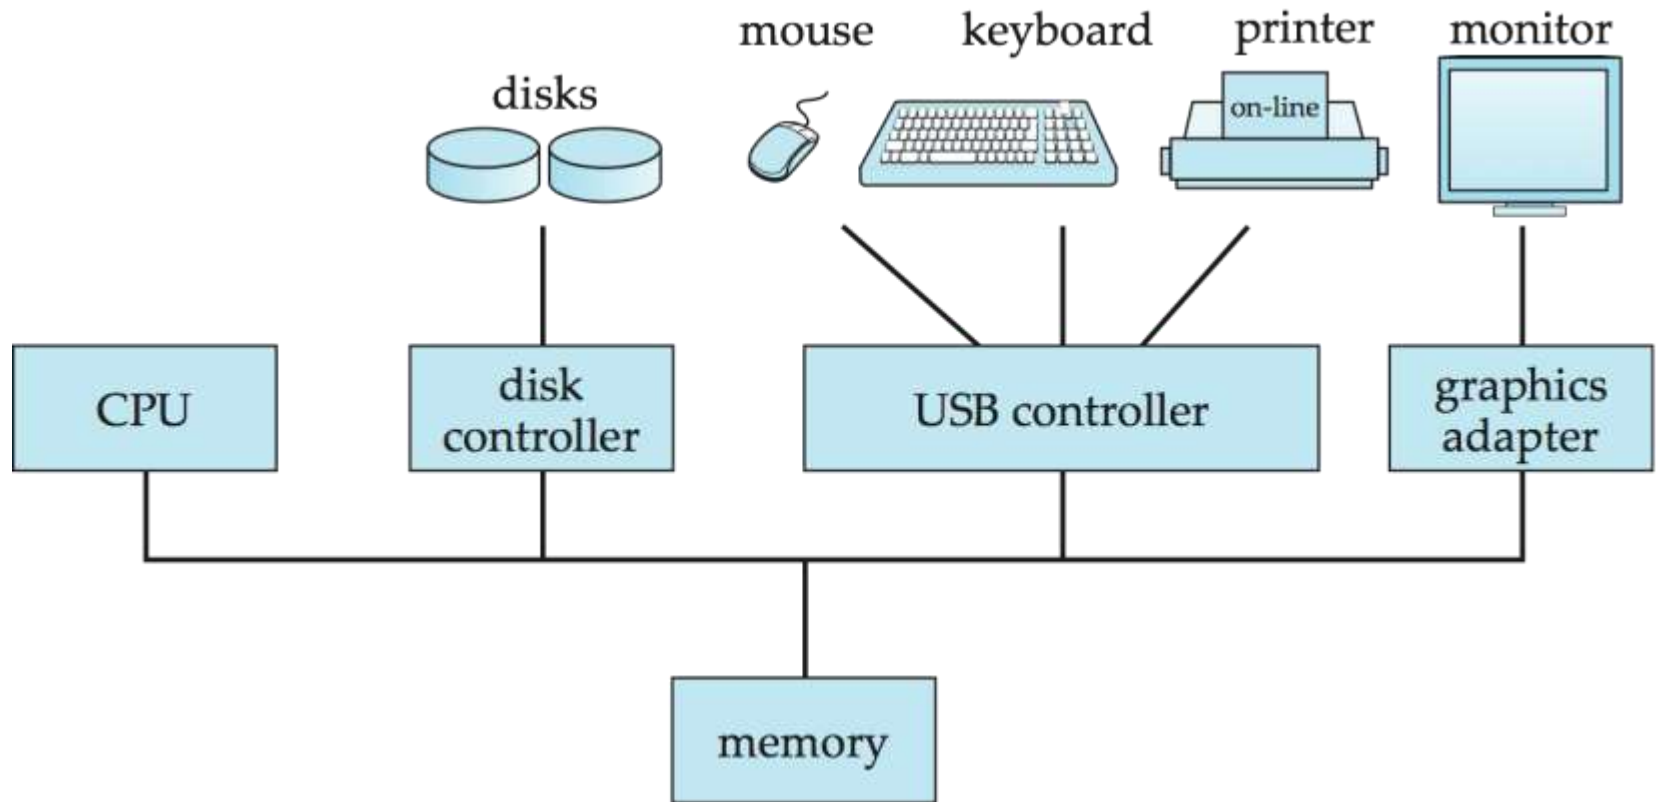 mouse
keyboard
printer
monitor
disks
on-line
CPU
disk
controller
USB controller
graphics
adapter
memory